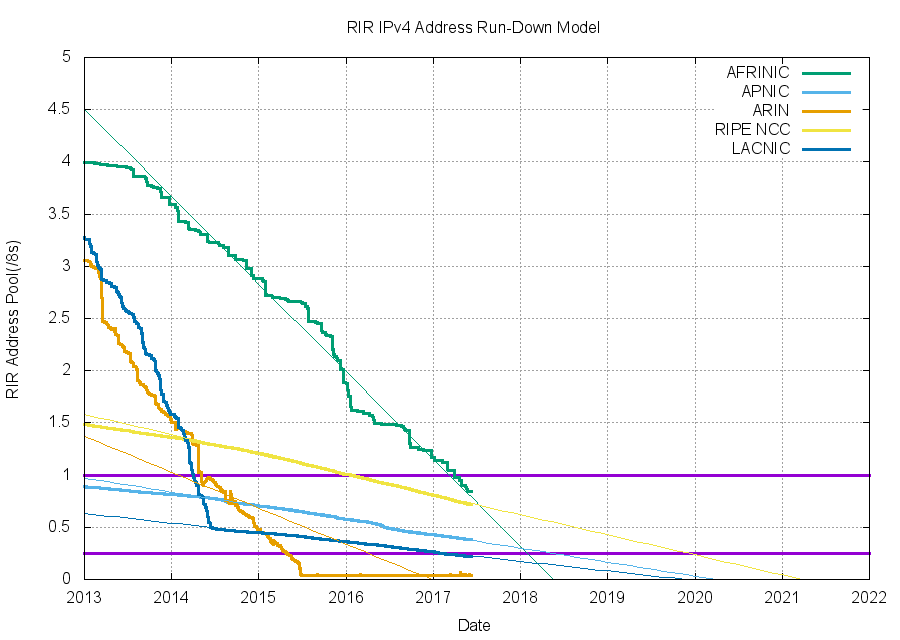 RIR IPv4 Address Run-Down Model
AFRINIC
APNIC
ARIN
RIPE NCC
LACNIC
5
4.5
4
3.5
3
2.5
2
1.5
1
0.5
0
RIR Address Pool(/8s)
2013 2014 2015 2016 2017 2018 2019 2020 2021 2022
Date